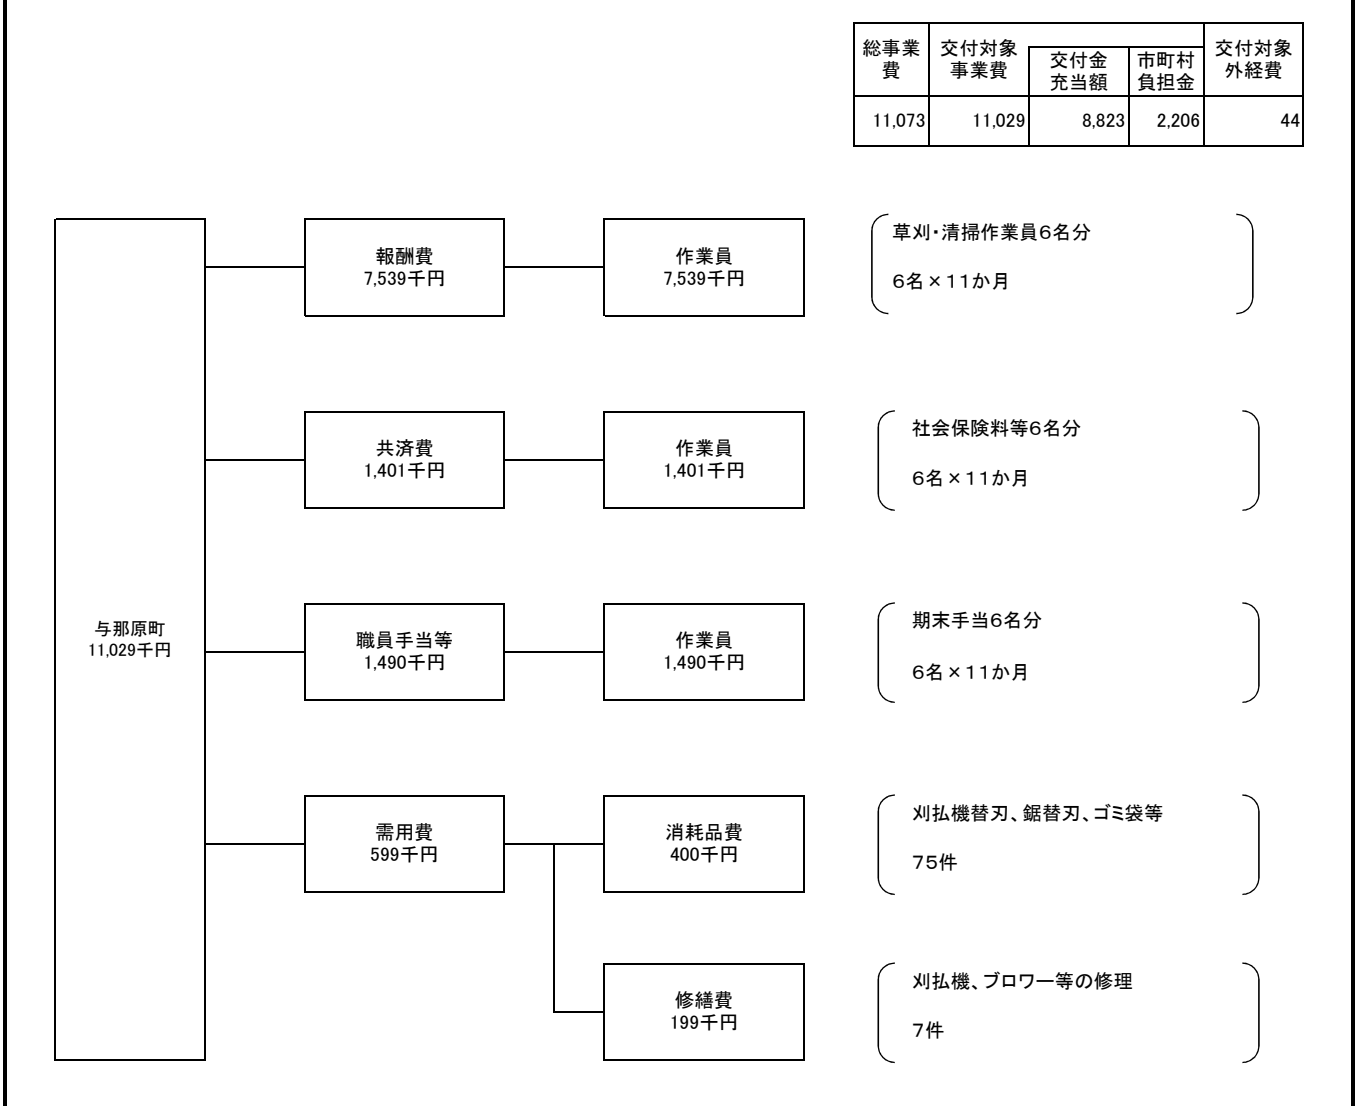 総事業
費
交付対象
事業費
交付金
充当額
市町村
負担金
交付対象
外経費
11,073
11,029
8,823
2,206
44
与那原町
11,029千円
報酬費
7,539千円
作業員
7,539千円
草刈・清掃作業員6名分
6名×11か月
共済費
1,401千円
作業員
1,401千円
社会保険料等6名分
6名×11か月
職員手当等
1,490千円
作業員
1,490千円
期末手当6名分
6名×11か月
需用費
599千円
消耗品費
400千円
刈払機替刃、鋸替刃、ゴミ袋等
75件
修繕費
199千円
刈払機、ブロワー等の修理
7件